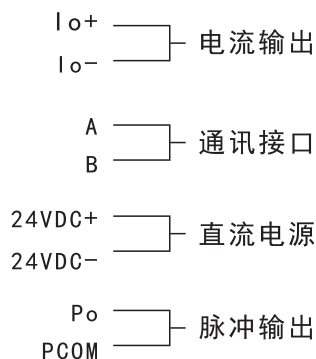 Io+
电流输出
Io-
A
通讯接口
B
24VDC+
直流电源
24VDC-
Po
脉冲输出
PCOM